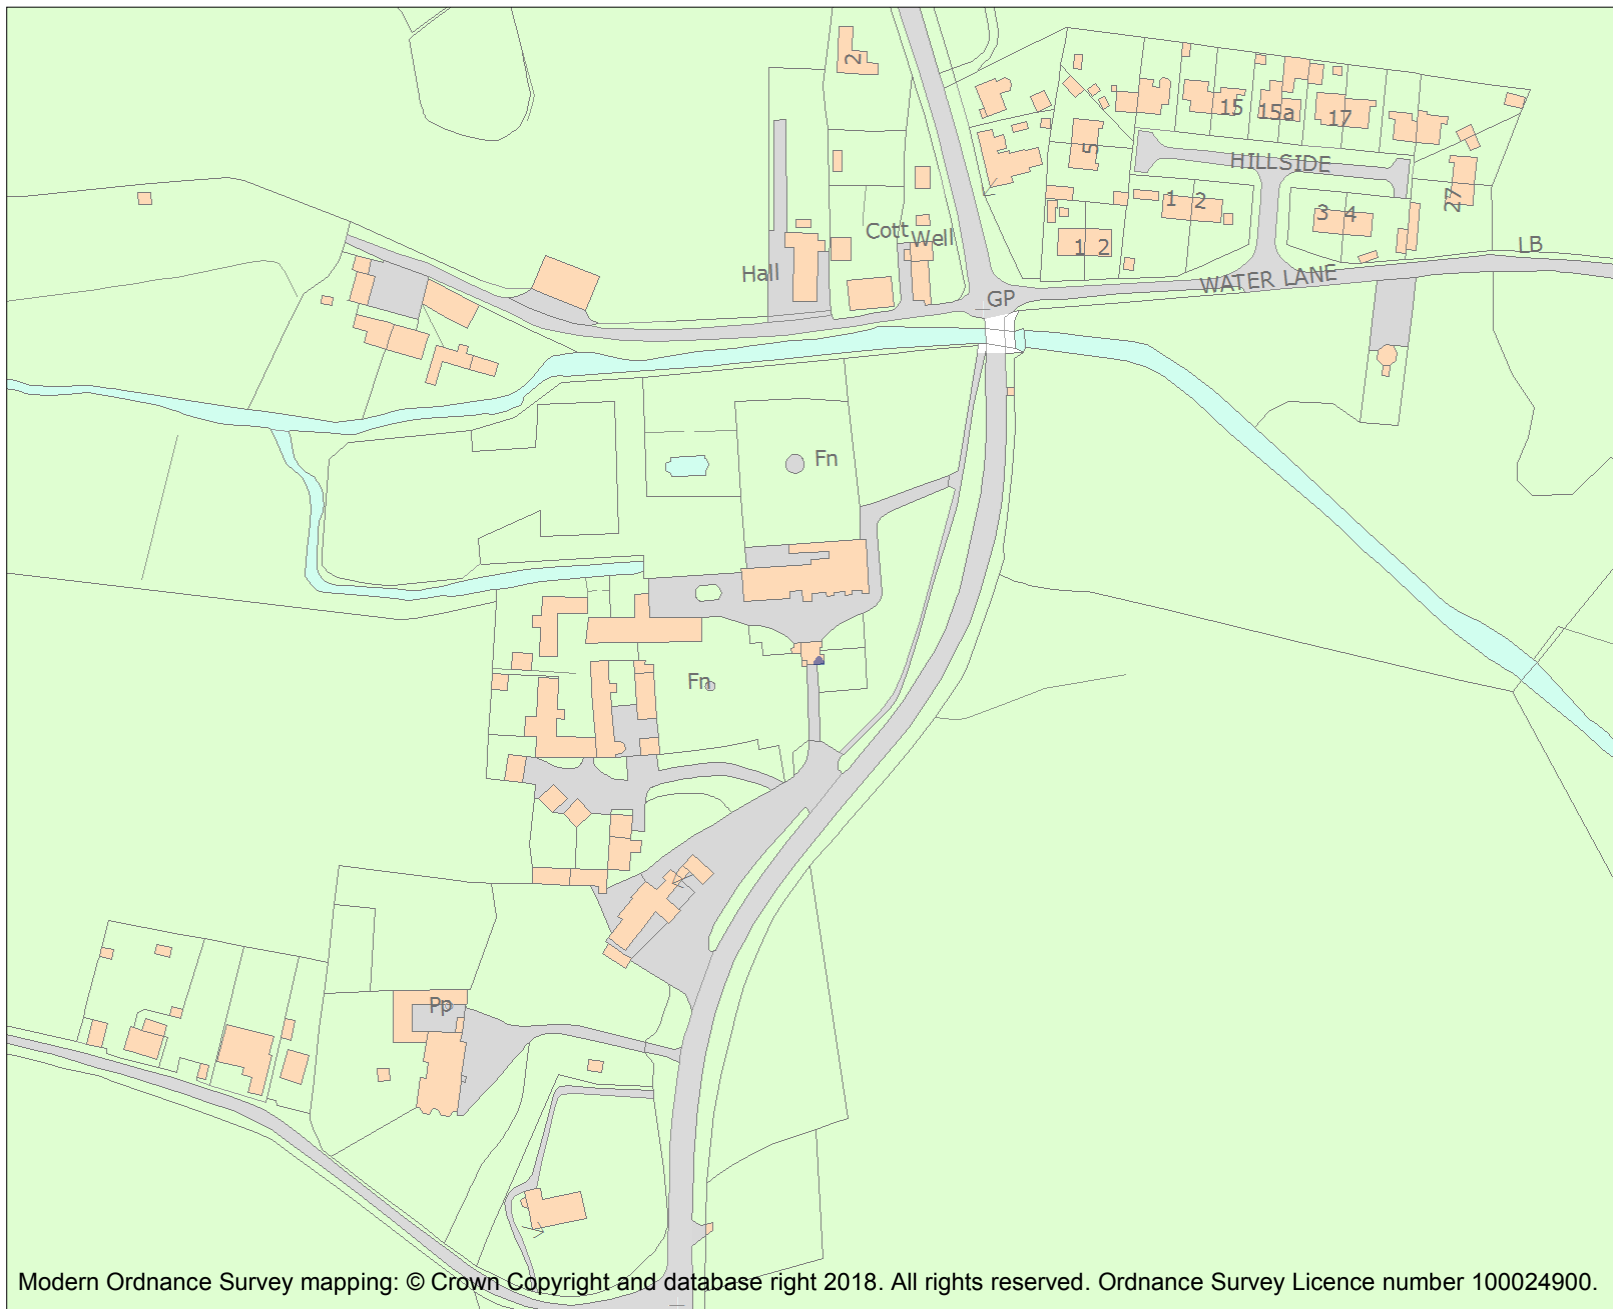 2
15
15a
17
5
HILLSIDE
27
1 2
3 4
1 2
Cott
Well
Hall
LB
WATER LANE
GP
Fn
Fn
Pp
Modern Ordnance Survey mapping: © Crown Copyright and database right 2018. All rights reserved. Ordnance Survey Licence number 100024900.